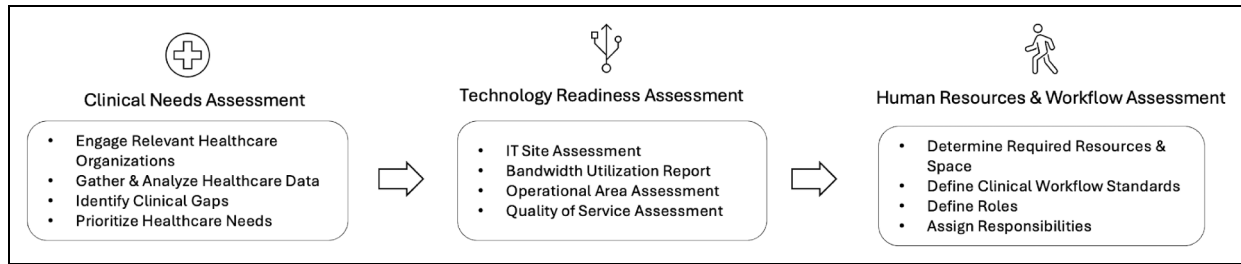 Clinical Needs Assessment
• Engage Relevant Healthcare
Organizations
• Gather & Analyze Healthcare Data
• Identify Clinical Gaps
• Prioritize Healthcare Needs
Technology Readiness Assessment
• IT Site Assessment
• Bandwidth Utilization Report
• Operational Area Assessment
• Quality of Service Assessment
Human Resources & Workflow Assessment
• Determine Required Resources &
Space
• Define Clinical Workflow Standards
• Define Roles
• Assign Responsibilities